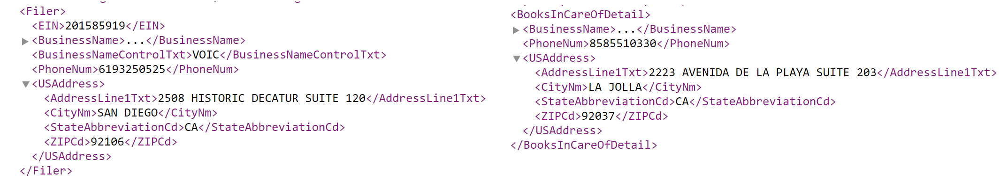 <Filer>
<EIN>201585919</EIN>
<BusinessName>...</BusinessName>
<BusinessNameControlTxt>VOIC</BusinessNameControlTxt>
<PhoneNum>6193250525</PhoneNum>
<USAddress>
<AddressLine1Txt>2508 HISTORIC DECATUR SUITE 120</AddressLine1Txt>
<CityNm>SAN DIEGO</CityNm>
<StateAbbreviationCd>CA</StateAbbreviationCd>
<ZIPCd>92106</ZIPCd>
</USAddress>
</Filer>
<BooksInCareOfDetail>
<BusinessName>...</BusinessName>
<PhoneNum>8585510330</PhoneNum>
<USAddress>
<AddressLine1Txt>2223 AVENIDA DE LA PLAYA SUITE 203</AddressLine1Txt>
<CityNm>LA JOLLA</CityNm>
<StateAbbreviationCd>CA</StateAbbreviationCd>
<ZIPCd>92037</ZIPCd>
</USAddress>
</BooksInCareOfDetail>